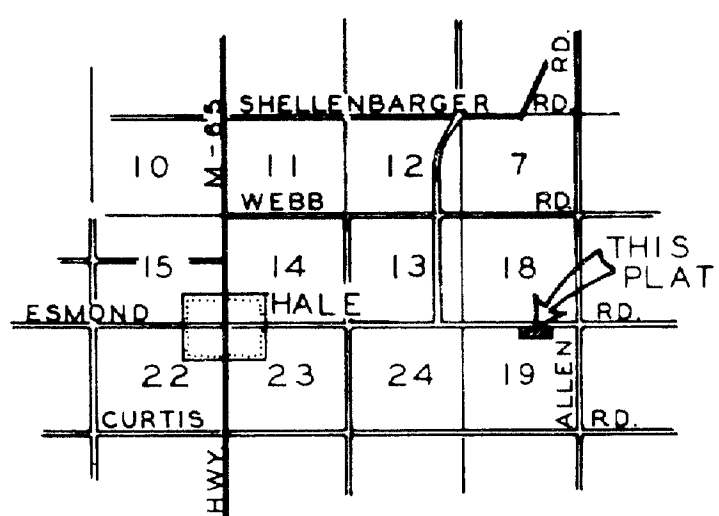 RD.
SHELLENBARGER RD.
M-65
10 11 12 7
WEBB RD.
15 14 13 18
THIS
PLAT
HALE
ESMOND RD.
22 23 24 19
ALLEN
CURTIS RD.
HWY